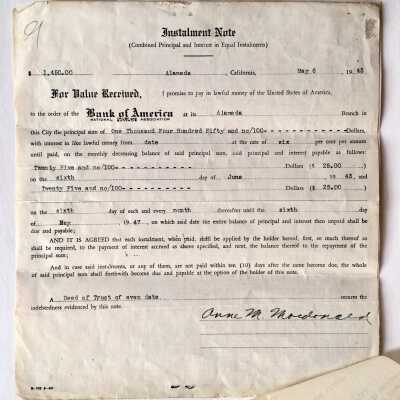 9
Instalment Note
(Combined Principal and Interest in Equal Instalments)
$ 1,450.00 Alameda, California, May 6 1943
For Value Received, I promise to pay in lawful money of the United States of America,
to the order of the Bank of America at its Alameda Branch in
NATIONAL SAVINGS ASSOCIATION
this City the principal sum of One Thousand Four Hundred Fifty and no/100 - - - - - - - - - - - - Dollars,
with interest in like lawful money from date at the rate of six per cent per annum
until paid, on the monthly decreasing balance of said principal sum, said principal and interest payable as follows:
Twenty Five and no/100 - - - - - - - - - - Dollars ($ 25.00 )
on the sixth day of June 1943, and
Twenty Five and no/100 - - - - - - - - - - Dollars ($ 25.00 )
on the sixth day of each and every month thereafter until the sixth day
of May 19 47 on which said date the entire balance of principal and interest then unpaid shall be
due and payable;
AND IT IS AGREED that each instalment, when paid, shall be applied by the holder hereof, first, so much thereof as
shall be required, to the payment of interest accrued as above specified, and next, the balance thereof to the repayment of the
principal sum;
And in case said instalments, or any of them, are not paid within ten (10) days after the same become due, the whole
of said principal sum shall forthwith become due and payable at the option of the holder of this note.
A Deed of Trust of even date secures the
indebtedness evidenced by this note.
Anne M Macdonald